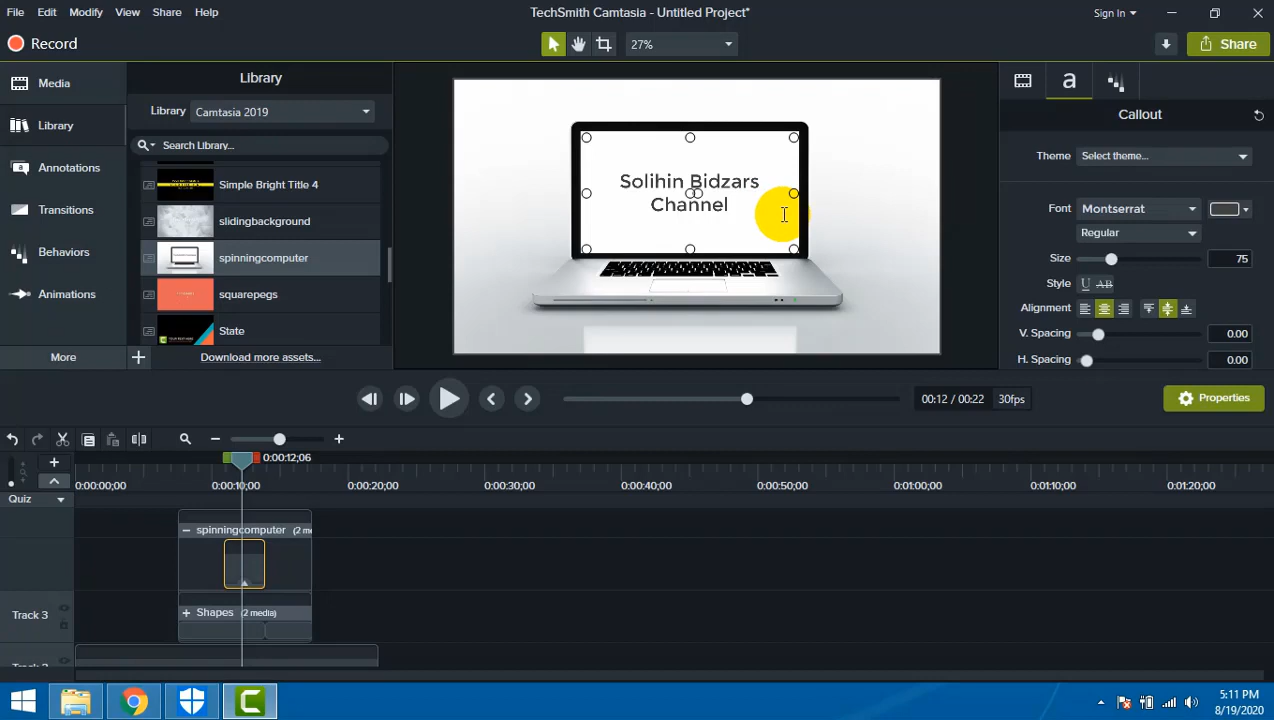 File Edit Modify View Share Help
TechSmith Camtasia - Untitled Project*
Sign In
Record
27%
Share
Media
Library
Annotations
Transitions
Behaviors
Animations
More
Library
Library Camtasia 2019
Search Library...
Simple Bright Title 4
slidingbackground
spinningcomputer
squarepegs
State
Download more assets...
Solihin Bidzars
Channel
a
Callout
Theme Select theme...
Font Montserrat
Regular
Size 75
Style U AB
Alignment
V. Spacing 0.00
H. Spacing 0.00
00:12 / 00:22 30fps
Properties
0:00:12;06
0:00:00;00 0:00:10;00 0:00:20;00 0:00:30;00 0:00:40;00 0:00:50;00 0:01:00;00 0:01:10;00 0:01:20;00
Quiz
spinningcomputer (2 me
Track 3
Shapes (2 media)
5:11 PM
8/19/2020